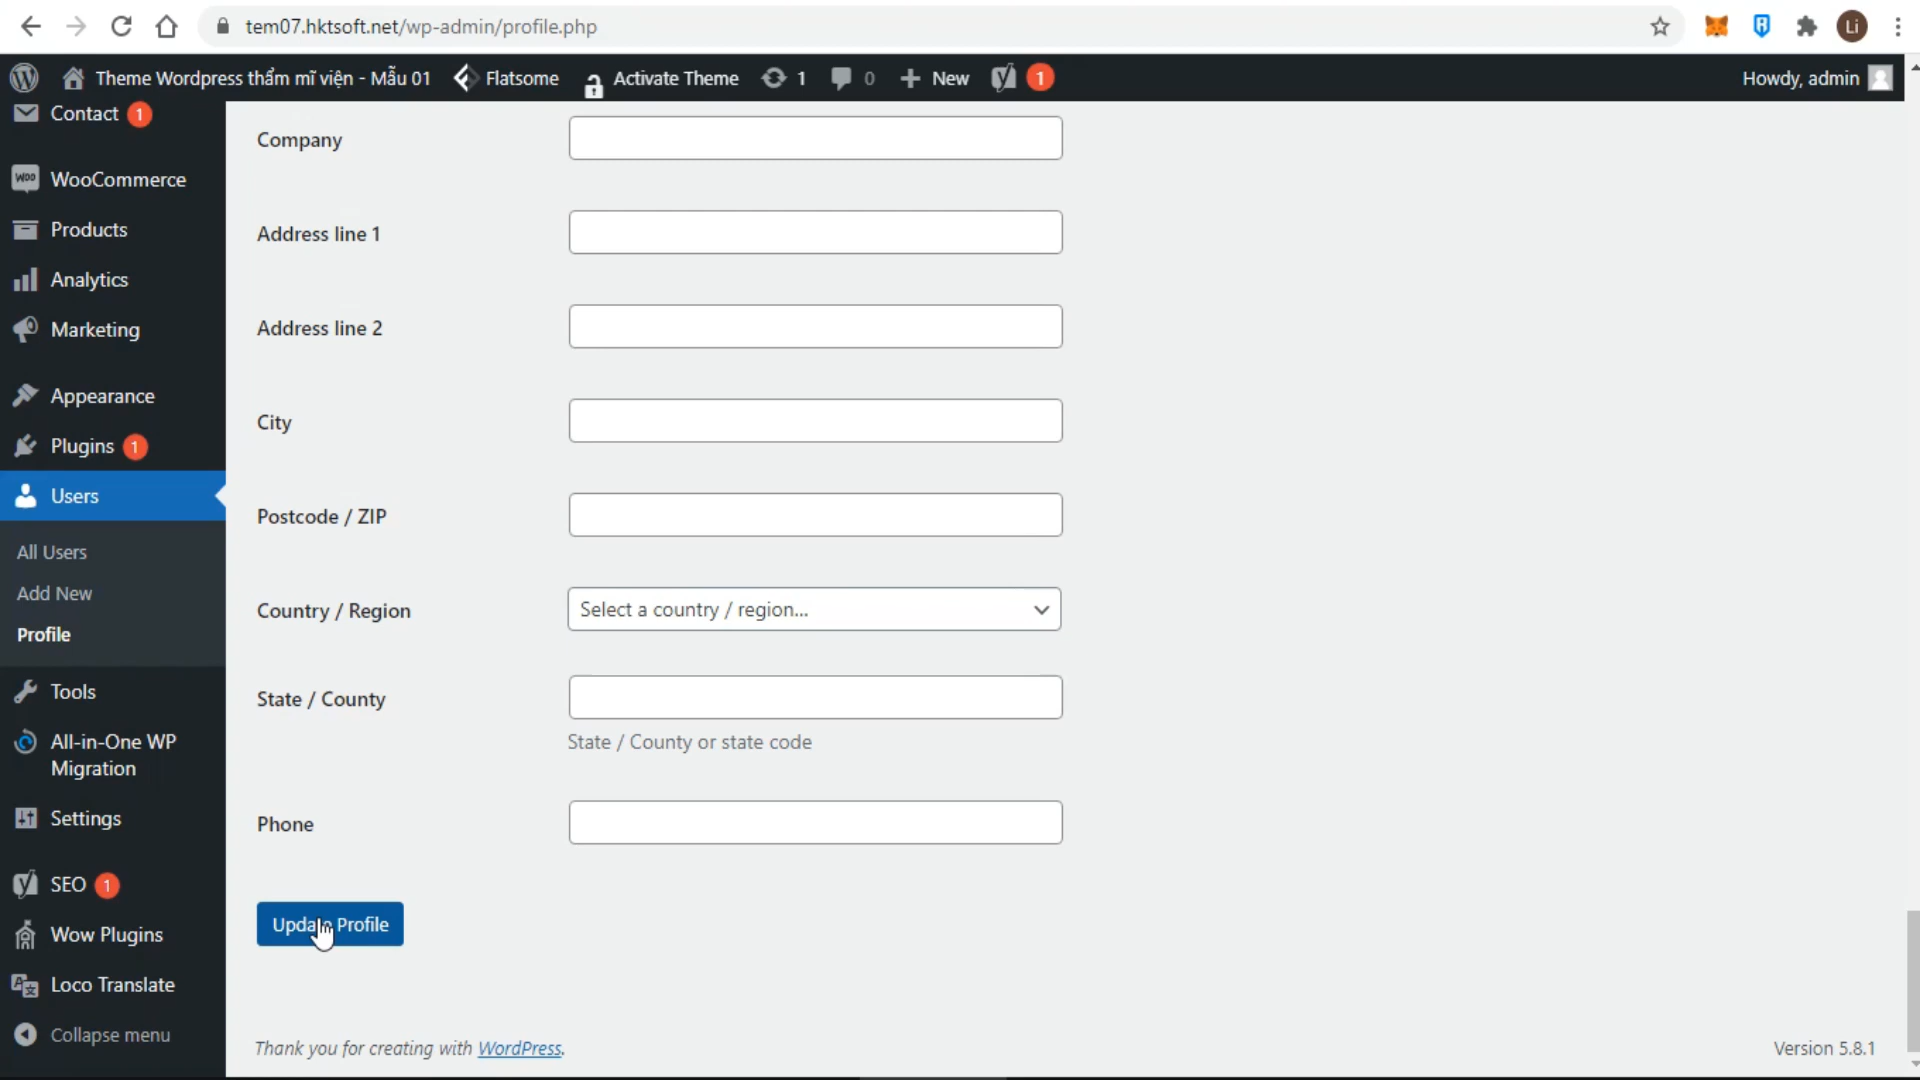 tem07.hktsoft.net/wp-admin/profile.php
Li
Theme Wordpress thẩm mĩ viện - Mẫu 01
Flatsome
Activate Theme
1
0
New
1
Howdy, admin
Contact 1
WooCommerce
Products
Analytics
Marketing
Appearance
Plugins 1
Users
All Users
Add New
Profile
Tools
All-in-One WP
Migration
Settings
SEO 1
Wow Plugins
Loco Translate
Collapse menu
Company
Address line 1
Address line 2
City
Postcode / ZIP
Country / Region
Select a country / region...
State / County
State / County or state code
Phone
Update Profile
Thank you for creating with WordPress.
Version 5.8.1